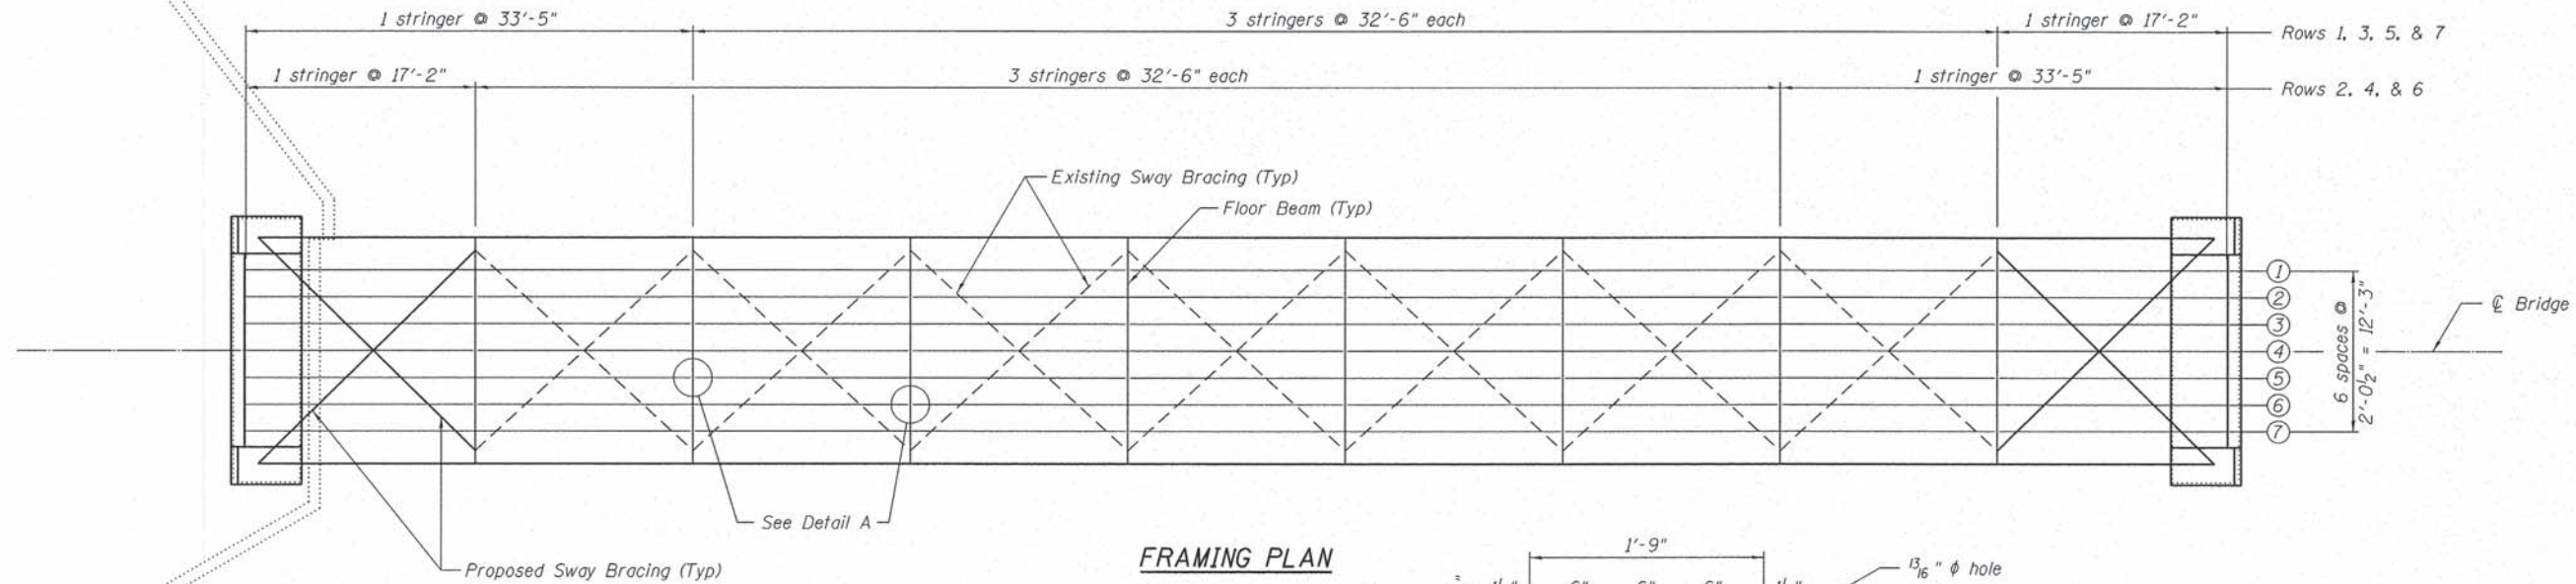 1 stringer @ 33'-5" 3 stringers @ 32'-6" each 1 stringer @ 17'-2" Rows 1, 3, 5, & 7
1 stringer @ 17'-2" 3 stringers @ 32'-6" each 1 stringer @ 33'-5" Rows 2, 4, & 6
Existing Sway Bracing (Typ)
Floor Beam (Typ)
1
2
3
4
5
6
7
6 spaces @
2'-0½" = 12'-3"
℄ Bridge
See Detail A
Proposed Sway Bracing (Typ)
FRAMING PLAN
1'-9"
13/16" ϕ hole